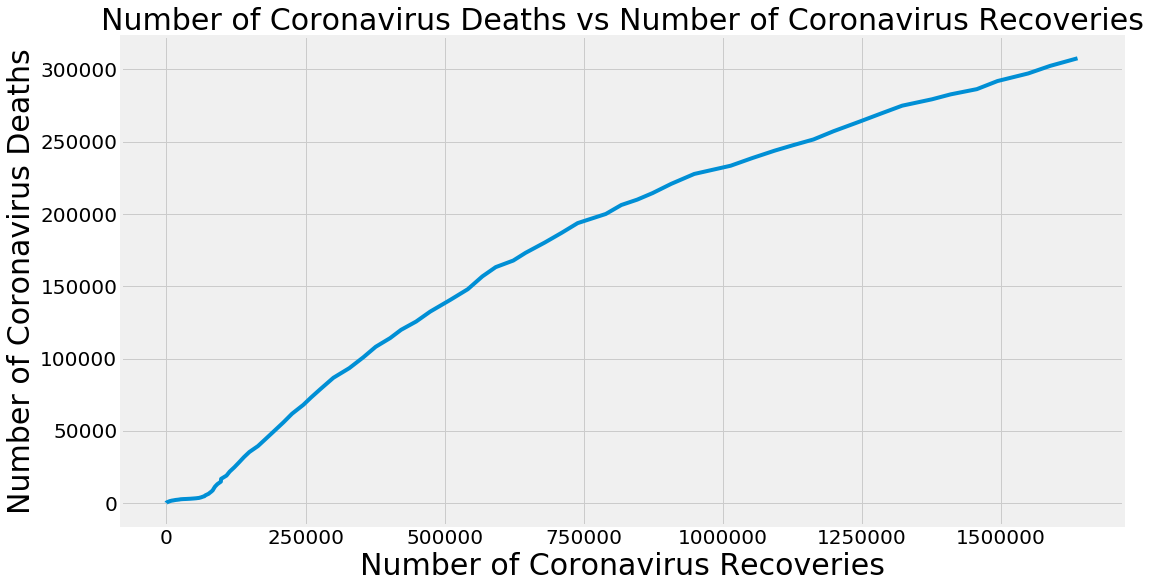 Number of Coronavirus Deaths vs Number of Coronavirus Recoveries
Number of Coronavirus Deaths
300000
250000
200000
150000
100000
50000
0
0 250000 500000 750000 1000000 1250000 1500000
Number of Coronavirus Recoveries